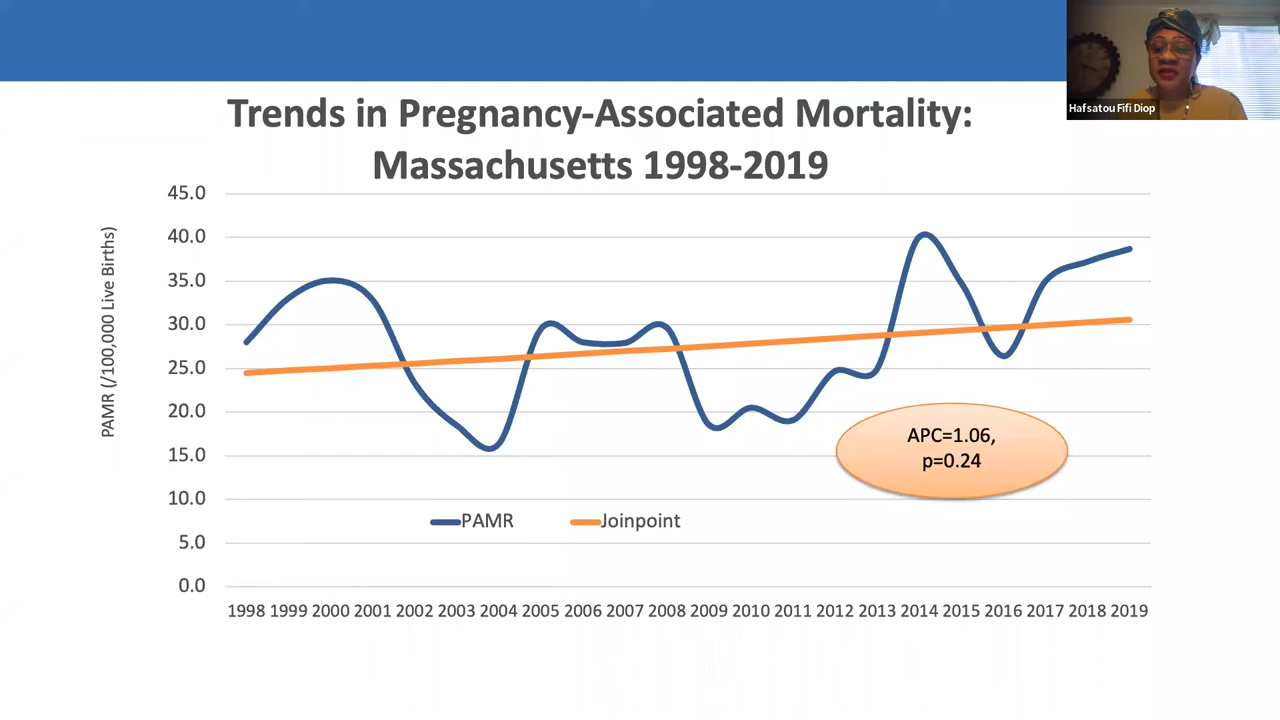 Hafsatou Fifi Diop
Trends in Pregnancy-Associated Mortality:
Massachusetts 1998-2019
PAMR (/100,000 Live Births)
45.0
40.0
35.0
30.0
25.0
20.0
15.0
10.0
5.0
0.0
APC=1.06,
p=0.24
PAMR Joinpoint
1998 1999 2000 2001 2002 2003 2004 2005 2006 2007 2008 2009 2010 2011 2012 2013 2014 2015 2016 2017 2018 2019